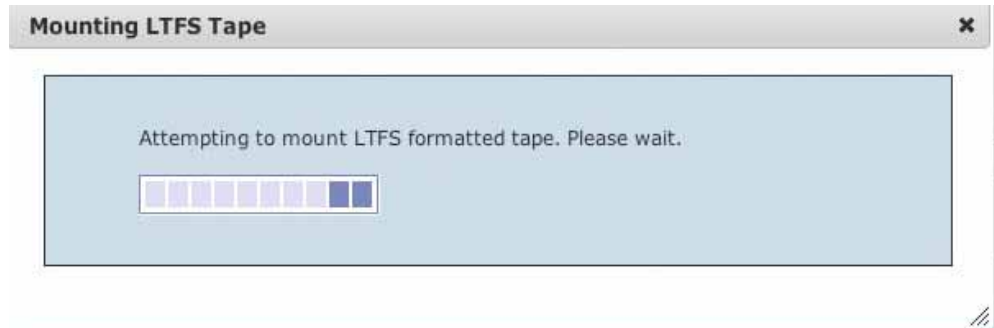 Mounting LTFS Tape
Attempting to mount LTFS formatted tape. Please wait.